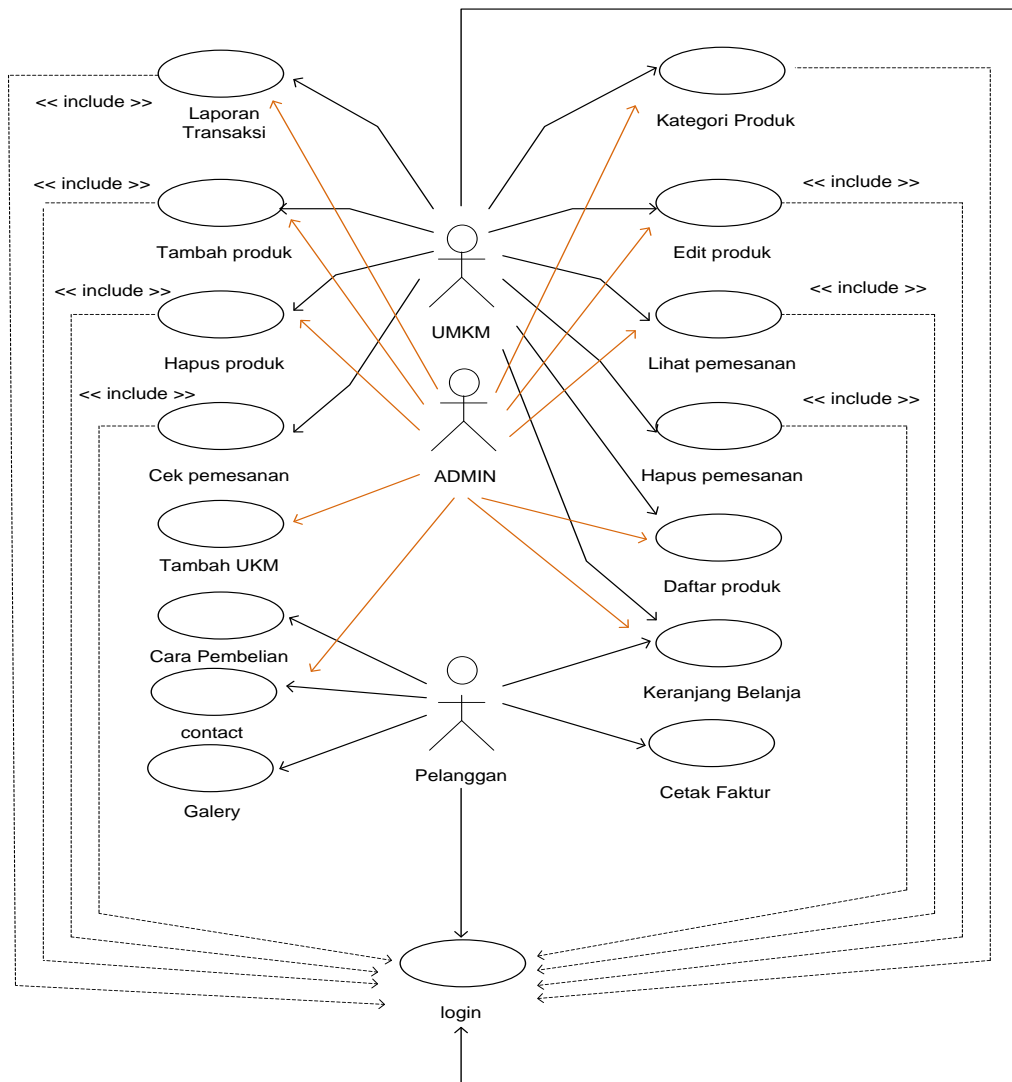 << include >>
Laporan
Transaksi
Kategori Produk
<< include >>
<< include >>
Tambah produk
Edit produk
<< include >>
<< include >>
UMKM
Hapus produk
Lihat pemesanan
<< include >>
<< include >>
Cek pemesanan
ADMIN
Hapus pemesanan
Tambah UKM
Daftar produk
Cara Pembelian
Keranjang Belanja
contact
Pelanggan
Cetak Faktur
Galery
login